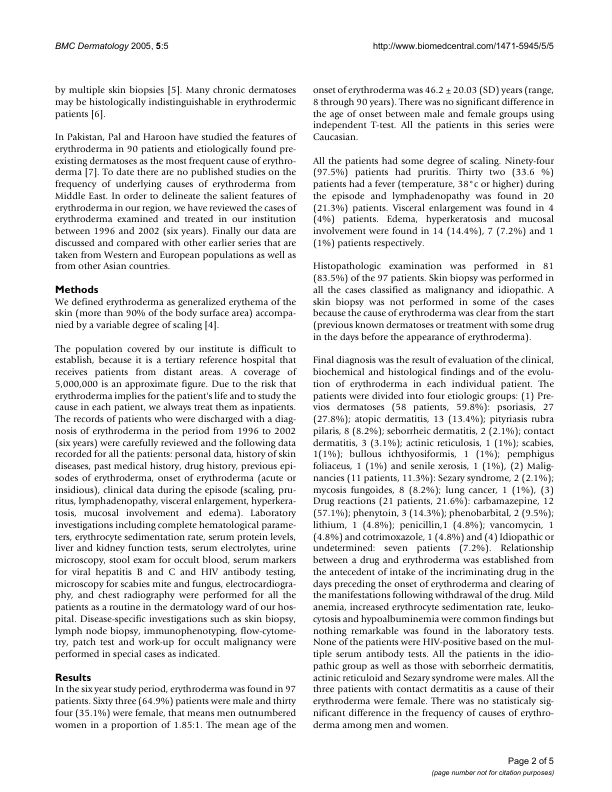 BMC Dermatology 2005, 5:5
http://www.biomedcentral.com/1471-5945/5/5
by multiple skin biopsies [5]. Many chronic dermatoses
may be histologically indistinguishable in erythrodermic
patients [6].
In Pakistan, Pal and Haroon have studied the features of
erythroderma in 90 patients and etiologically found pre-
existing dermatoses as the most frequent cause of erythro-
derma [7]. To date there are no published studies on the
frequency of underlying causes of erythroderma from
Middle East. In order to delineate the salient features of
erythroderma in our region, we have reviewed the cases of
erythroderma examined and treated in our institution
between 1996 and 2002 (six years). Finally our data are
discussed and compared with other earlier series that are
taken from Western and European populations as well as
from other Asian countries.
Methods
We defined erythroderma as generalized erythema of the
skin (more than 90% of the body surface area) accompa-
nied by a variable degree of scaling [4].
The population covered by our institute is difficult to
establish, because it is a tertiary reference hospital that
receives patients from distant areas. A coverage of
5,000,000 is an approximate figure. Due to the risk that
erythroderma implies for the patient's life and to study the
cause in each patient, we always treat them as inpatients.
The records of patients who were discharged with a diag-
nosis of erythroderma in the period from 1996 to 2002
(six years) were carefully reviewed and the following data
recorded for all the patients: personal data, history of skin
diseases, past medical history, drug history, previous epi-
sodes of erythroderma, onset of erythroderma (acute or
insidious), clinical data during the episode (scaling, pru-
ritus, lymphadenopathy, visceral enlargement, hyperkera-
tosis, mucosal involvement and edema). Laboratory
investigations including complete hematological parame-
ters, erythrocyte sedimentation rate, serum protein levels,
liver and kidney function tests, serum electrolytes, urine
microscopy, stool exam for occult blood, serum markers
for viral hepatitis B and C and HIV antibody testing,
microscopy for scabies mite and fungus, electrocardiogra-
phy, and chest radiography were performed for all the
patients as a routine in the dermatology ward of our hos-
pital. Disease-specific investigations such as skin biopsy,
lymph node biopsy, immunophenotyping, flow-cytome-
try, patch test and work-up for occult malignancy were
performed in special cases as indicated.
Results
In the six year study period, erythroderma was found in 97
patients. Sixty three (64.9%) patients were male and thirty
four (35.1%) were female, that means men outnumbered
women in a proportion of 1.85:1. The mean age of the
onset of erythroderma was 46.2 ± 20.03 (SD) years (range,
8 through 90 years). There was no significant difference in
the age of onset between male and female groups using
independent T-test. All the patients in this series were
Caucasian.
All the patients had some degree of scaling. Ninety-four
(97.5%) patients had pruritis. Thirty two (33.6 %)
patients had a fever (temperature, 38°c or higher) during
the episode and lymphadenopathy was found in 20
(21.3%) patients. Visceral enlargement was found in 4
(4%) patients. Edema, hyperkeratosis and mucosal
involvement were found in 14 (14.4%), 7 (7.2%) and 1
(1%) patients respectively.
Histopathologic examination was performed in 81
(83.5%) of the 97 patients. Skin biopsy was performed in
all the cases classified as malignancy and idiopathic. A
skin biopsy was not performed in some of the cases
because the cause of erythroderma was clear from the start
(previous known dermatoses or treatment with some drug
in the days before the appearance of erythroderma).
Final diagnosis was the result of evaluation of the clinical,
biochemical and histological findings and of the evolu-
tion of erythroderma in each individual patient. The
patients were divided into four etiologic groups: (1) Pre-
vios dermatoses (58 patients, 59.8%): psoriasis, 27
(27.8%); atopic dermatitis, 13 (13.4%); pityriasis rubra
pilaris, 8 (8.2%); seborrheic dermatitis, 2 (2.1%); contact
dermatitis, 3 (3.1%); actinic reticulosis, 1 (1%); scabies,
1(1%); bullous ichthyosiformis, 1 (1%); pemphigus
foliaceus, 1 (1%) and senile xerosis, 1 (1%), (2) Malig-
nancies (11 patients, 11.3%): Sezary syndrome, 2 (2.1%);
mycosis fungoides, 8 (8.2%); lung cancer, 1 (1%), (3)
Drug reactions (21 patients, 21.6%): carbamazepine, 12
(57.1%); phenytoin, 3 (14.3%); phenobarbital, 2 (9.5%);
lithium, 1 (4.8%); penicillin,1 (4.8%); vancomycin, 1
(4.8%) and cotrimoxazole, 1 (4.8%) and (4) Idiopathic or
undetermined: seven patients (7.2%). Relationship
between a drug and erythroderma was established from
the antecedent of intake of the incriminating drug in the
days preceding the onset of erythroderma and clearing of
the manifestations following withdrawal of the drug. Mild
anemia, increased erythrocyte sedimentation rate, leuko-
cytosis and hypoalbuminemia were common findings but
nothing remarkable was found in the laboratory tests.
None of the patients were HIV-positive based on the mul-
tiple serum antibody tests. All the patients in the idio-
pathic group as well as those with seborrheic dermatitis,
actinic reticuloid and Sezary syndrome were males. All the
three patients with contact dermatitis as a cause of their
erythroderma were female. There was no statisticaly sig-
nificant difference in the frequency of causes of erythro-
derma among men and women.
Page 2 of 5
(page number not for citation purposes)